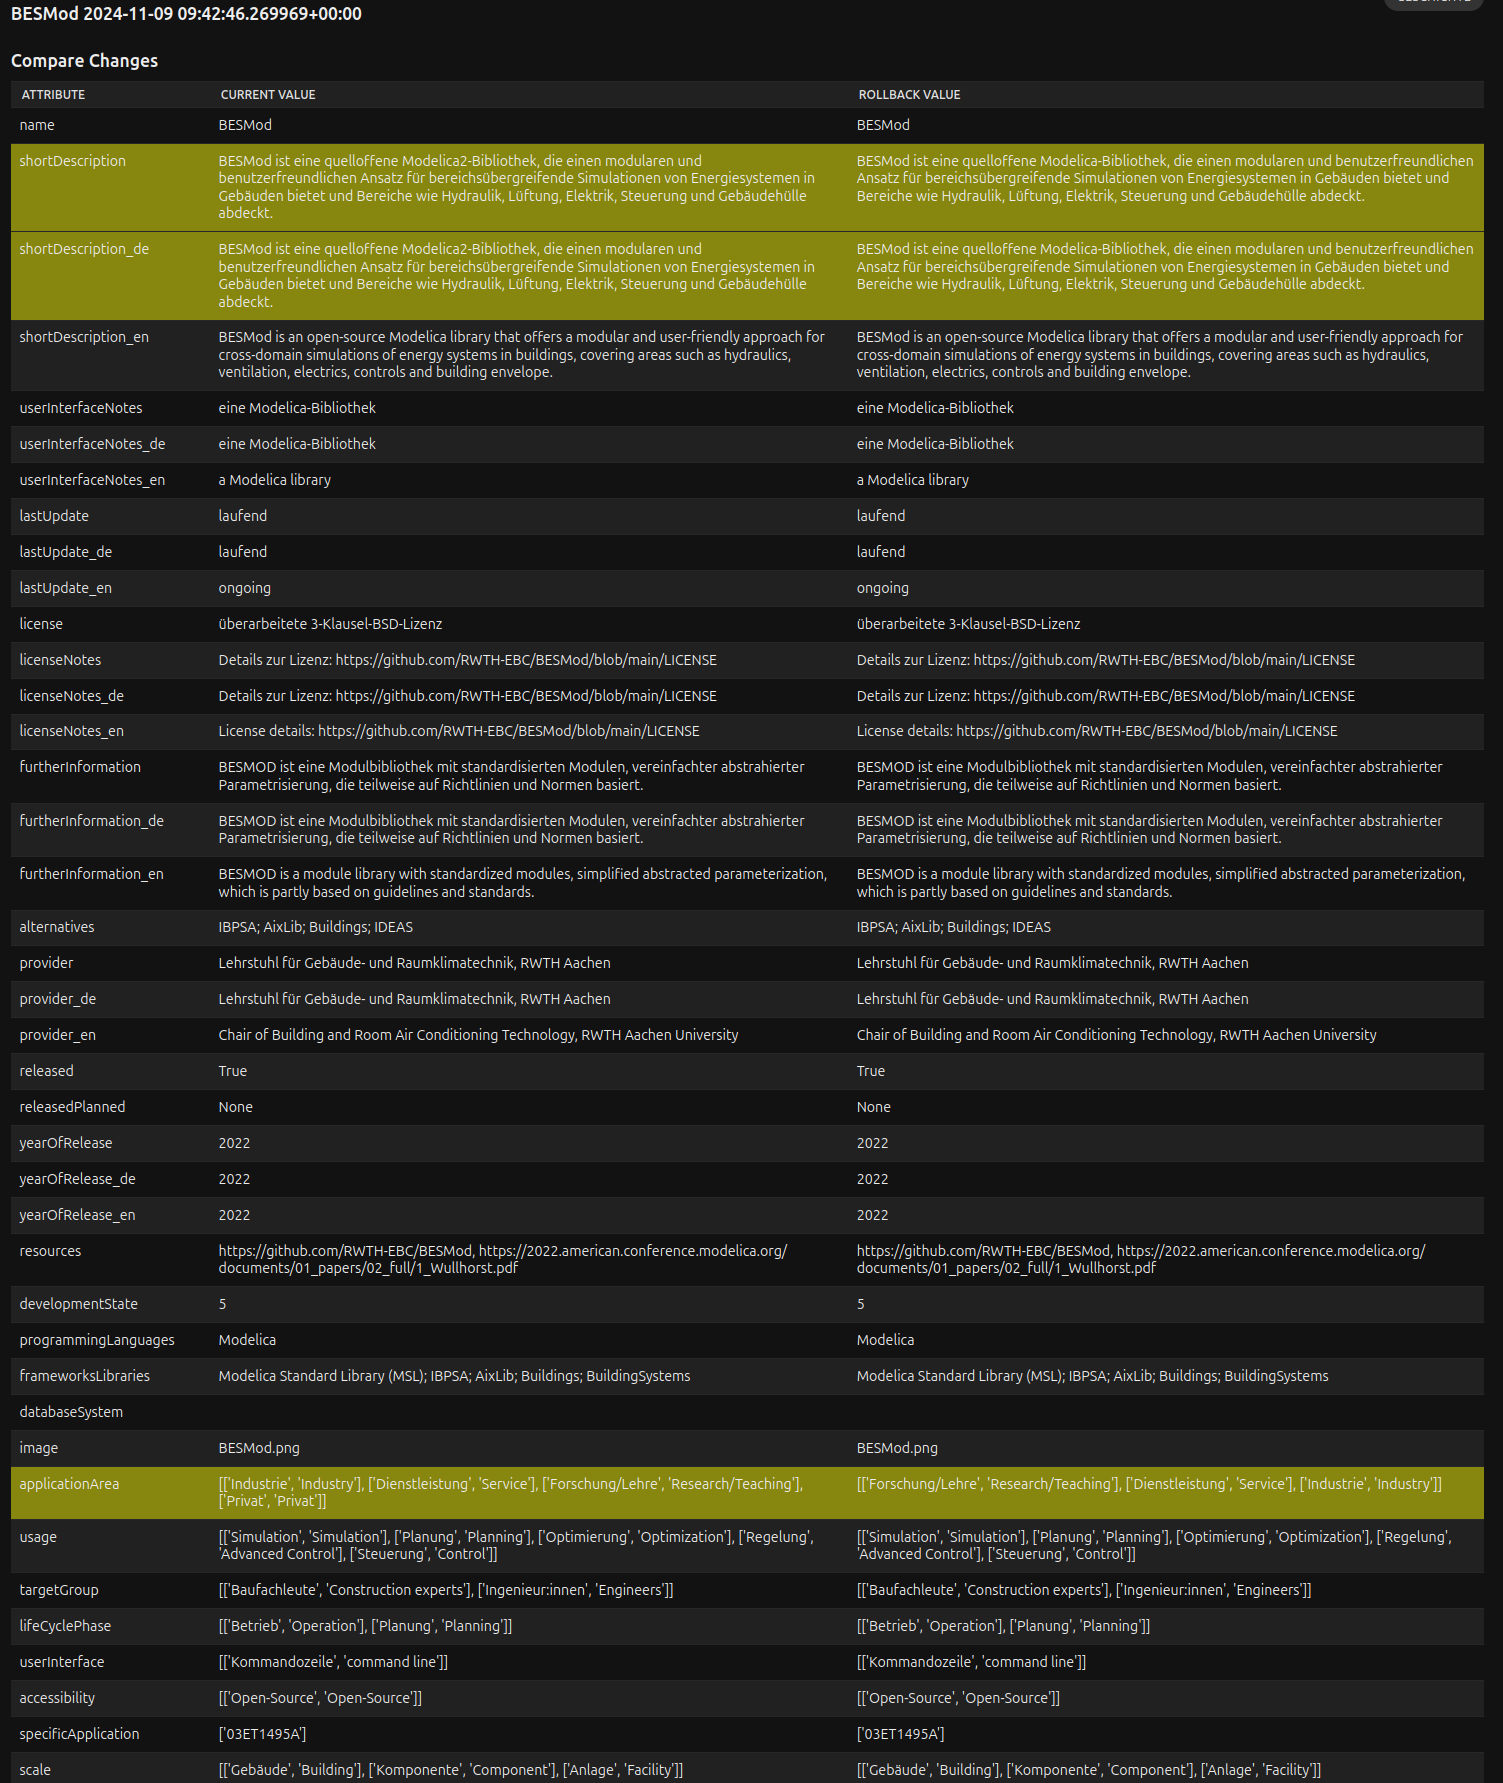 BESMod 2024-11-09 09:42:46.269969+00:00
Compare Changes
ATTRIBUTE CURRENT VALUE ROLLBACK VALUE
name BESMod BESMod
shortDescription BESMod ist eine quelloffene Modelica2-Bibliothek, die einen modularen und BESMod ist eine quelloffene Modelica-Bibliothek, die einen modularen und benutzerfreundlichen
benutzerfreundlichen Ansatz für bereichsübergreifende Simulationen von Energiesystemen in Ansatz für bereichsübergreifende Simulationen von Energiesystemen in Gebäuden bietet und
Gebäuden bietet und Bereiche wie Hydraulik, Lüftung, Elektrik, Steuerung und Gebäudehülle Bereiche wie Hydraulik, Lüftung, Elektrik, Steuerung und Gebäudehülle abdeckt.
abdeckt.
shortDescription_de BESMod ist eine quelloffene Modelica2-Bibliothek, die einen modularen und BESMod ist eine quelloffene Modelica-Bibliothek, die einen modularen und benutzerfreundlichen
benutzerfreundlichen Ansatz für bereichsübergreifende Simulationen von Energiesystemen in Ansatz für bereichsübergreifende Simulationen von Energiesystemen in Gebäuden bietet und
Gebäuden bietet und Bereiche wie Hydraulik, Lüftung, Elektrik, Steuerung und Gebäudehülle Bereiche wie Hydraulik, Lüftung, Elektrik, Steuerung und Gebäudehülle abdeckt.
abdeckt.
shortDescription_en BESMod is an open-source Modelica library that offers a modular and user-friendly approach for BESMod is an open-source Modelica library that offers a modular and user-friendly approach for
cross-domain simulations of energy systems in buildings, covering areas such as hydraulics, cross-domain simulations of energy systems in buildings, covering areas such as hydraulics,
ventilation, electrics, controls and building envelope. ventilation, electrics, controls and building envelope.
userInterfaceNotes eine Modelica-Bibliothek eine Modelica-Bibliothek
userInterfaceNotes_de eine Modelica-Bibliothek eine Modelica-Bibliothek
userInterfaceNotes_en a Modelica library a Modelica library
lastUpdate laufend laufend
lastUpdate_de laufend laufend
lastUpdate_en ongoing ongoing
license überarbeitete 3-Klausel-BSD-Lizenz überarbeitete 3-Klausel-BSD-Lizenz
licenseNotes Details zur Lizenz: https://github.com/RWTH-EBC/BESMod/blob/main/LICENSE Details zur Lizenz: https://github.com/RWTH-EBC/BESMod/blob/main/LICENSE
licenseNotes_de Details zur Lizenz: https://github.com/RWTH-EBC/BESMod/blob/main/LICENSE Details zur Lizenz: https://github.com/RWTH-EBC/BESMod/blob/main/LICENSE
licenseNotes_en License details: https://github.com/RWTH-EBC/BESMod/blob/main/LICENSE License details: https://github.com/RWTH-EBC/BESMod/blob/main/LICENSE
furtherInformation BESMOD ist eine Modulbibliothek mit standardisierten Modulen, vereinfachter abstrahierter BESMOD ist eine Modulbibliothek mit standardisierten Modulen, vereinfachter abstrahierter
Parametrisierung, die teilweise auf Richtlinien und Normen basiert. Parametrisierung, die teilweise auf Richtlinien und Normen basiert.
furtherInformation_de BESMOD ist eine Modulbibliothek mit standardisierten Modulen, vereinfachter abstrahierter BESMOD ist eine Modulbibliothek mit standardisierten Modulen, vereinfachter abstrahierter
Parametrisierung, die teilweise auf Richtlinien und Normen basiert. Parametrisierung, die teilweise auf Richtlinien und Normen basiert.
furtherInformation_en BESMOD is a module library with standardized modules, simplified abstracted parameterization, BESMOD is a module library with standardized modules, simplified abstracted parameterization,
which is partly based on guidelines and standards. which is partly based on guidelines and standards.
alternatives IBPSA; AixLib; Buildings; IDEAS IBPSA; AixLib; Buildings; IDEAS
provider Lehrstuhl für Gebäude- und Raumklimatechnik, RWTH Aachen Lehrstuhl für Gebäude- und Raumklimatechnik, RWTH Aachen
provider_de Lehrstuhl für Gebäude- und Raumklimatechnik, RWTH Aachen Lehrstuhl für Gebäude- und Raumklimatechnik, RWTH Aachen
provider_en Chair of Building and Room Air Conditioning Technology, RWTH Aachen University Chair of Building and Room Air Conditioning Technology, RWTH Aachen University
released True True
releasedPlanned None None
yearOfRelease 2022 2022
yearOfRelease_de 2022 2022
yearOfRelease_en 2022 2022
resources https://github.com/RWTH-EBC/BESMod, https://2022.american.conference.modelica.org/ https://github.com/RWTH-EBC/BESMod, https://2022.american.conference.modelica.org/
documents/01_papers/02_full/1_Wullhorst.pdf documents/01_papers/02_full/1_Wullhorst.pdf
developmentState 5 5
programmingLanguages Modelica Modelica
frameworksLibraries Modelica Standard Library (MSL); IBPSA; AixLib; Buildings; BuildingSystems Modelica Standard Library (MSL); IBPSA; AixLib; Buildings; BuildingSystems
databaseSystem
image BESMod.png BESMod.png
applicationArea [['Industrie', 'Industry'], ['Dienstleistung', 'Service'], ['Forschung/Lehre', 'Research/Teaching'], [['Forschung/Lehre', 'Research/Teaching'], ['Dienstleistung', 'Service'], ['Industrie', 'Industry']]
['Privat', 'Privat']]
usage [['Simulation', 'Simulation'], ['Planung', 'Planning'], ['Optimierung', 'Optimization'], ['Regelung', [['Simulation', 'Simulation'], ['Planung', 'Planning'], ['Optimierung', 'Optimization'], ['Regelung',
'Advanced Control'], ['Steuerung', 'Control']] 'Advanced Control'], ['Steuerung', 'Control']]
targetGroup [['Baufachleute', 'Construction experts'], ['Ingenieur:innen', 'Engineers']] [['Baufachleute', 'Construction experts'], ['Ingenieur:innen', 'Engineers']]
lifeCyclePhase [['Betrieb', 'Operation'], ['Planung', 'Planning']] [['Betrieb', 'Operation'], ['Planung', 'Planning']]
userInterface [['Kommandozeile', 'command line']] [['Kommandozeile', 'command line']]
accessibility [['Open-Source', 'Open-Source']] [['Open-Source', 'Open-Source']]
specificApplication ['03ET1495A'] ['03ET1495A']
scale [['Gebäude', 'Building'], ['Komponente', 'Component'], ['Anlage', 'Facility']] [['Gebäude', 'Building'], ['Komponente', 'Component'], ['Anlage', 'Facility']]